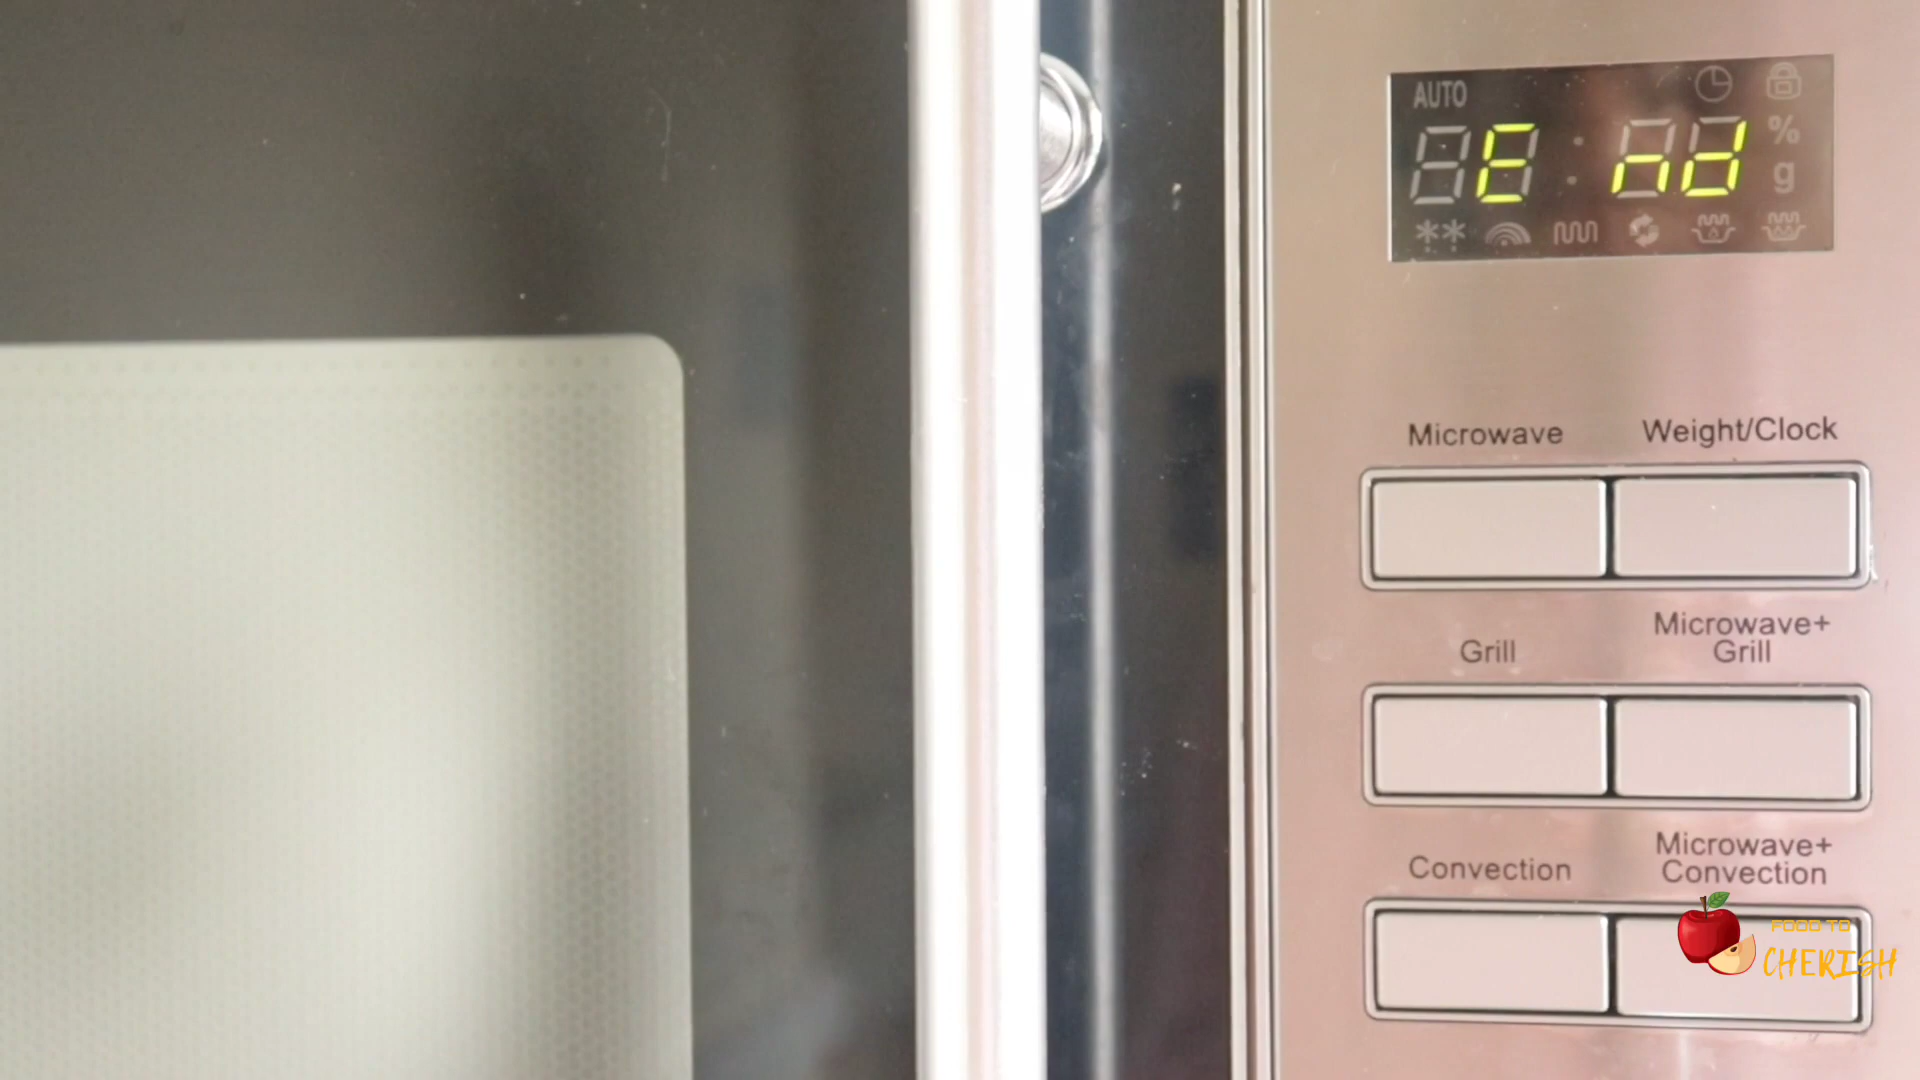 AUTO
End
%
g
Microwave
Weight/Clock
Grill
Microwave+
Grill
Convection
Microwave+
Convection
FOOD TO
CHERISH